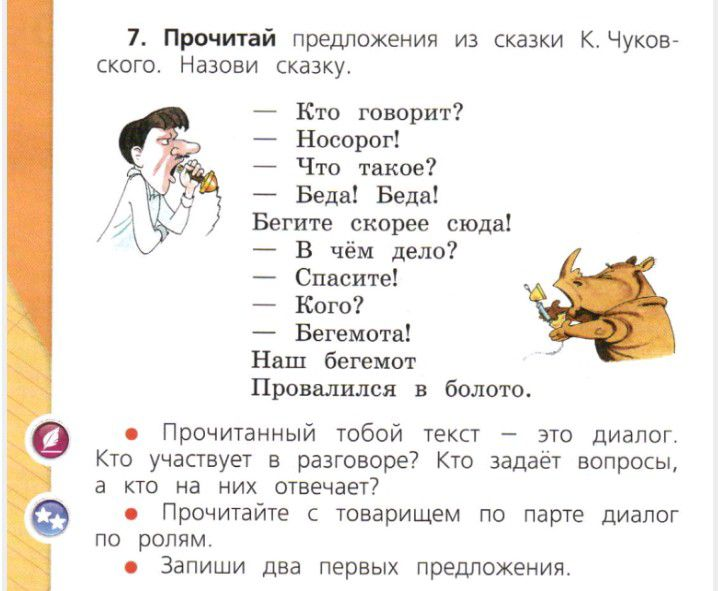 7. Прочитай предложения из сказки К. Чуков-
ского. Назови сказку.
— Кто говорит?
— Носорог!
— Что такое?
— Беда! Беда!
Бегите скорее сюда!
— В чём дело?
— Спасите!
— Кого?
— Бегемота!
Наш бегемот
Провалился в болото.
• Прочитанный тобой текст — это диалог.
Кто участвует в разговоре? Кто задаёт вопросы,
а кто на них отвечает?
• Прочитайте с товарищем по парте диалог
по ролям.
• Запиши два первых предложения.